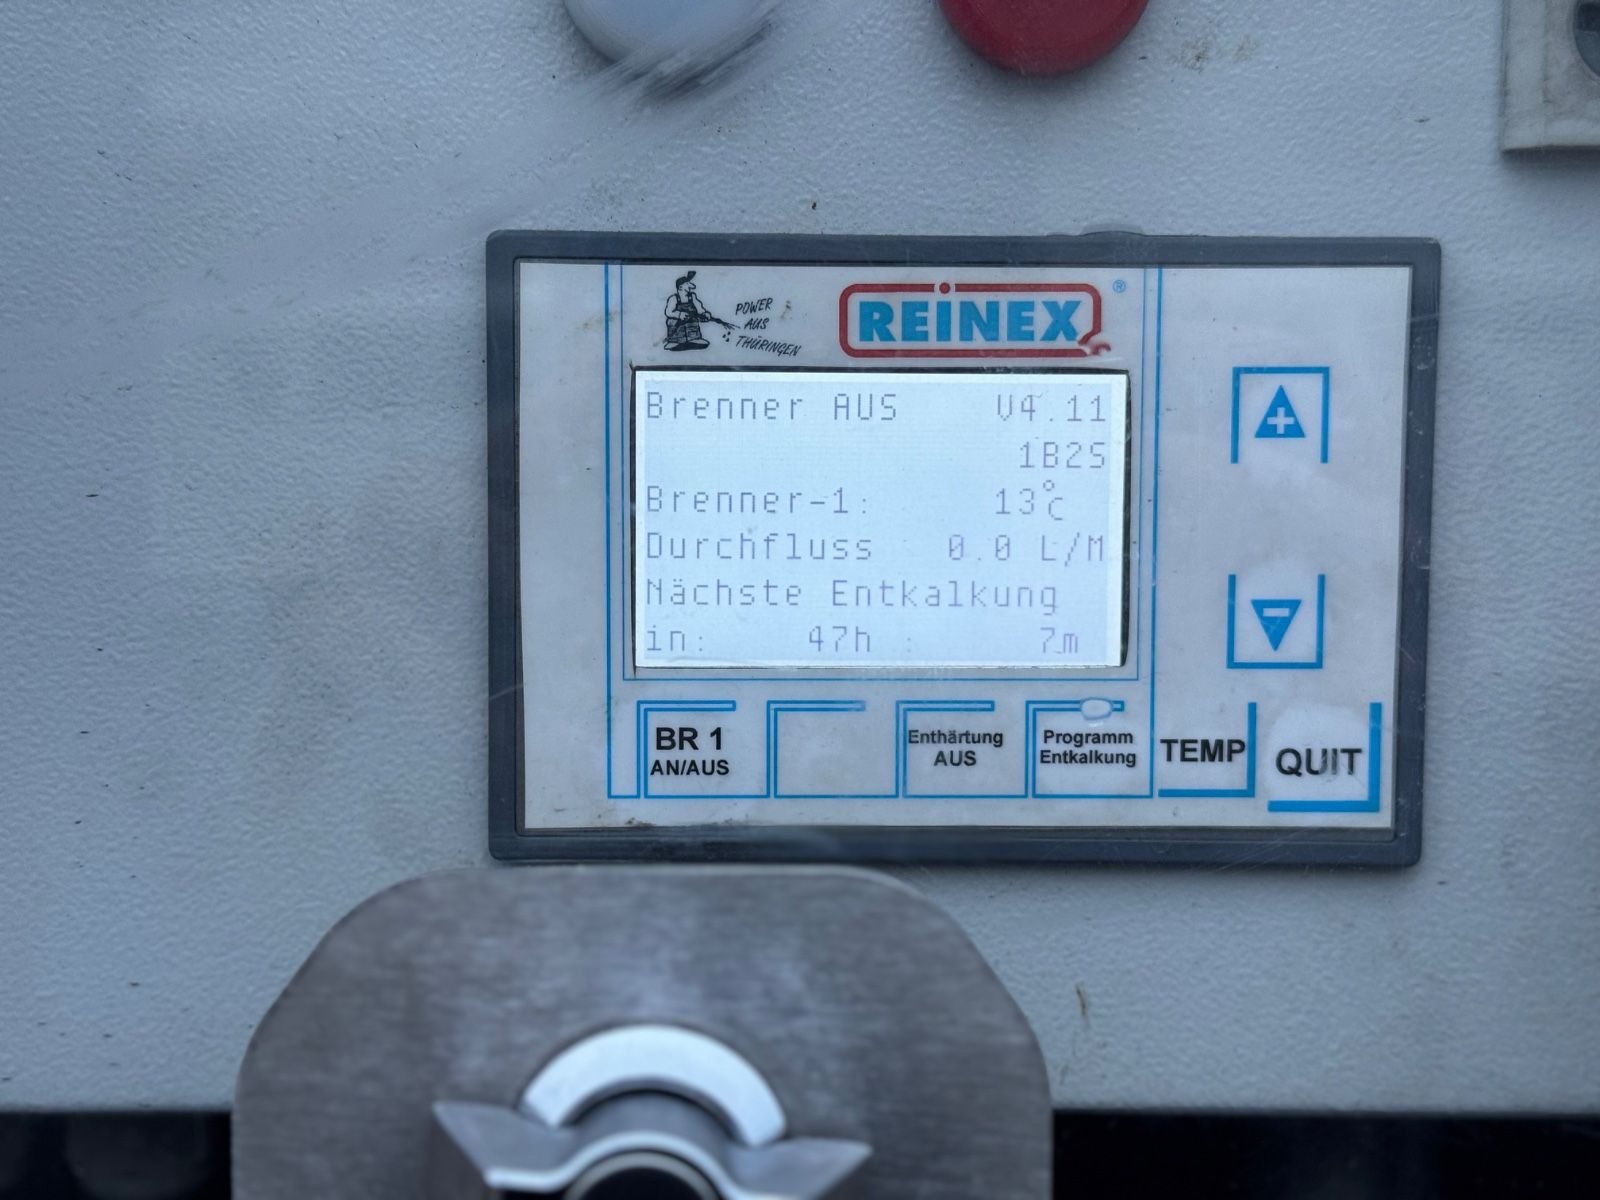 POWER
AUS
THÜRINGEN
REINEX®
Brenner AUS V4.11
1B2S
Brenner-1: 13°C
Durchfluss : 0.0 L/M
Nächste Entkalkung
in: 47h : 7m
BR 1
AN/AUS
Enthärtung
AUS
Programm
Entkalkung
TEMP
QUIT